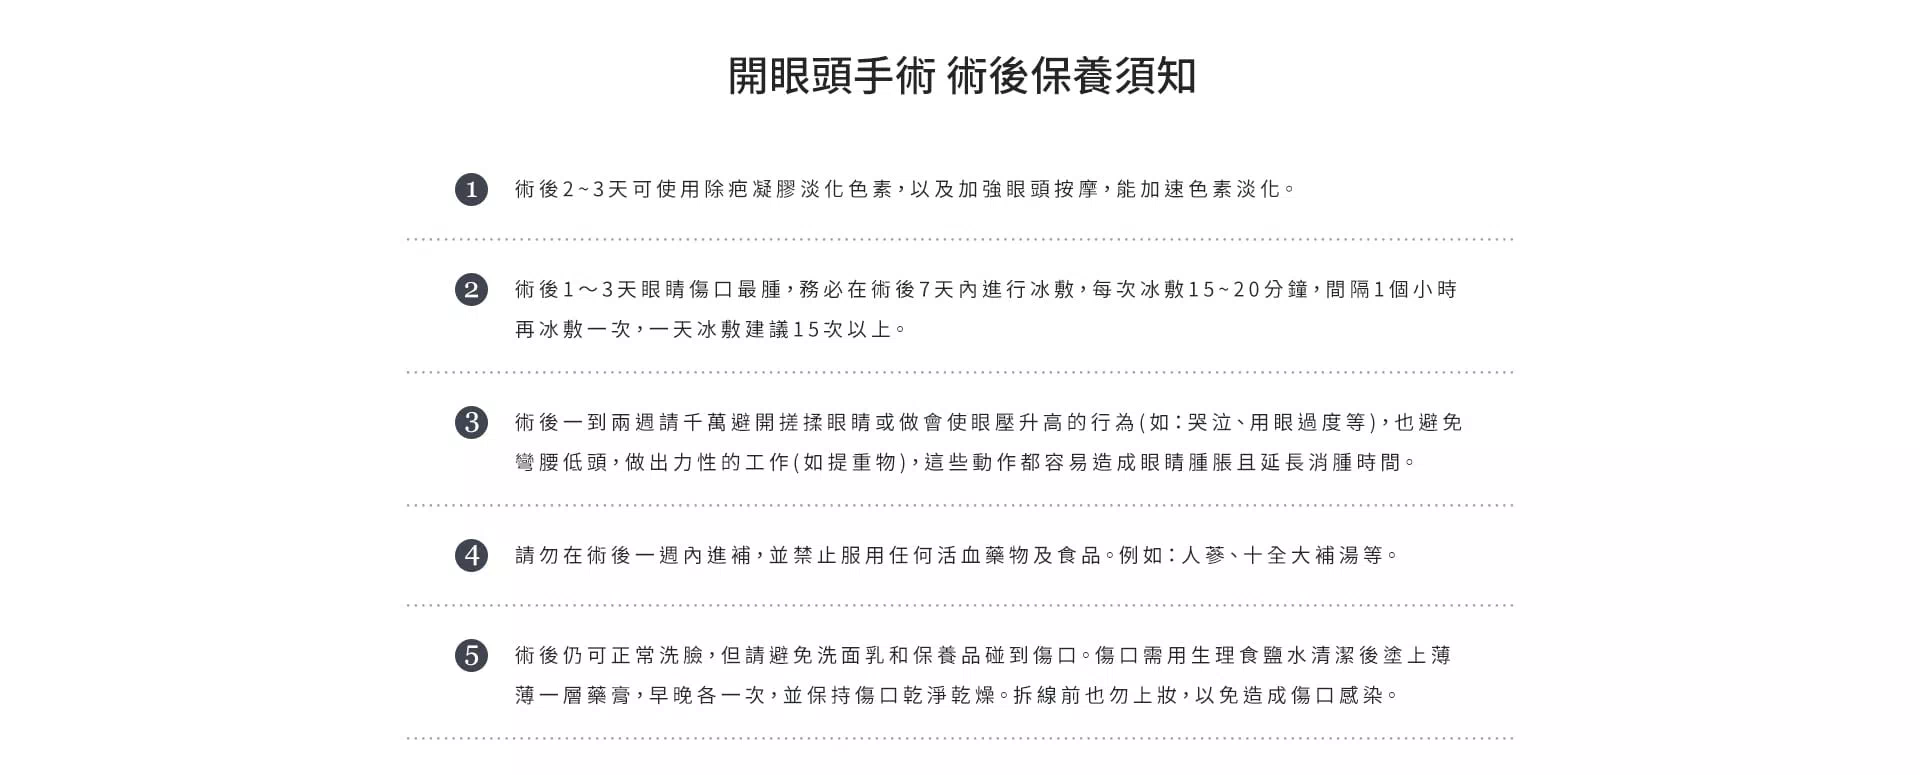 開眼頭手術 術後保養須知
1 術後2~3天可使用除疤凝膠淡化色素，以及加強眼頭按摩，能加速色素淡化。
2 術後1～3天眼睛傷口最腫，務必在術後7天內進行冰敷，每次冰敷15~20分鐘，間隔1個小時
再冰敷一次，一天冰敷建議15次以上。
3 術後一到兩週請千萬避開搓揉眼睛或做會使眼壓升高的行為(如：哭泣、用眼過度等)，也避免
彎腰低頭，做出力性的工作(如提重物)，這些動作都容易造成眼睛腫脹且延長消腫時間。
4 請勿在術後一週內進補，並禁止服用任何活血藥物及食品。例如：人蔘、十全大補湯等。
5 術後仍可正常洗臉，但請避免洗面乳和保養品碰到傷口。傷口需用生理食鹽水清潔後塗上薄
薄一層藥膏，早晚各一次，並保持傷口乾淨乾燥。拆線前也勿上妝，以免造成傷口感染。